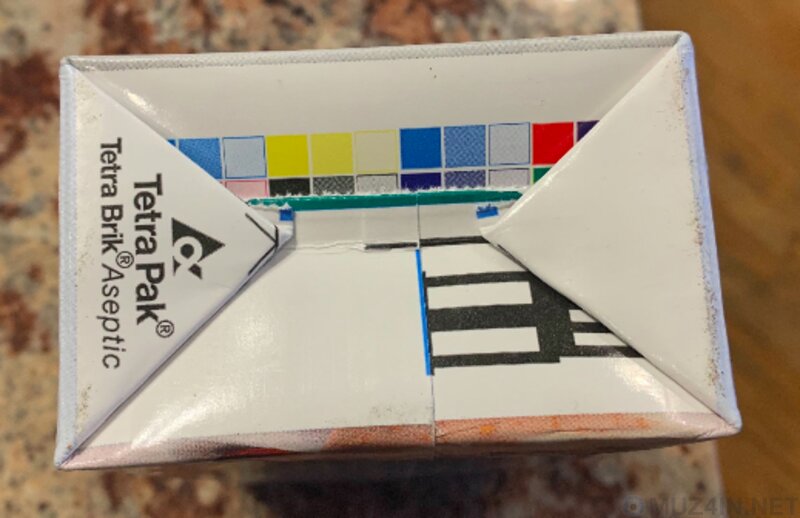 Tetra Pak®
Tetra Brik® Aseptic
MUZ4IN.NET